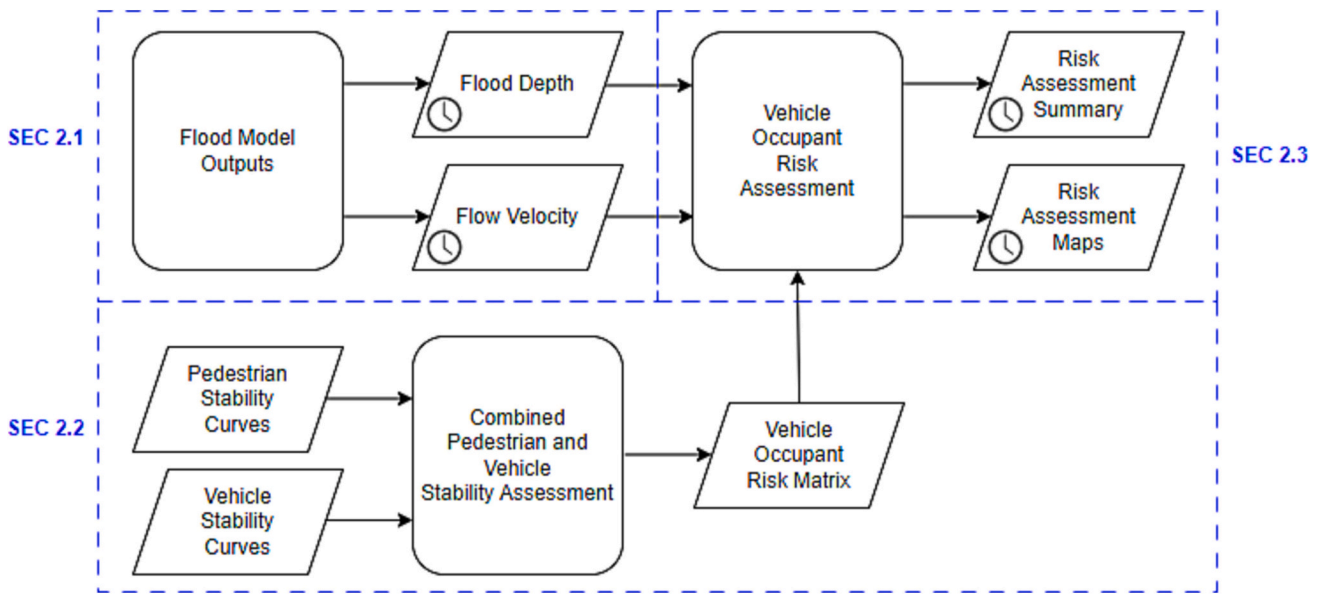 SEC 2.1
Flood Model
Outputs
Flood Depth
Flow Velocity
Vehicle
Occupant
Risk
Assessment
Risk
Assessment
Summary
Risk
Assessment
Maps
SEC 2.3
SEC 2.2
Pedestrian
Stability
Curves
Vehicle
Stability
Curves
Combined
Pedestrian and
Vehicle
Stability Assessment
Vehicle
Occupant
Risk Matrix